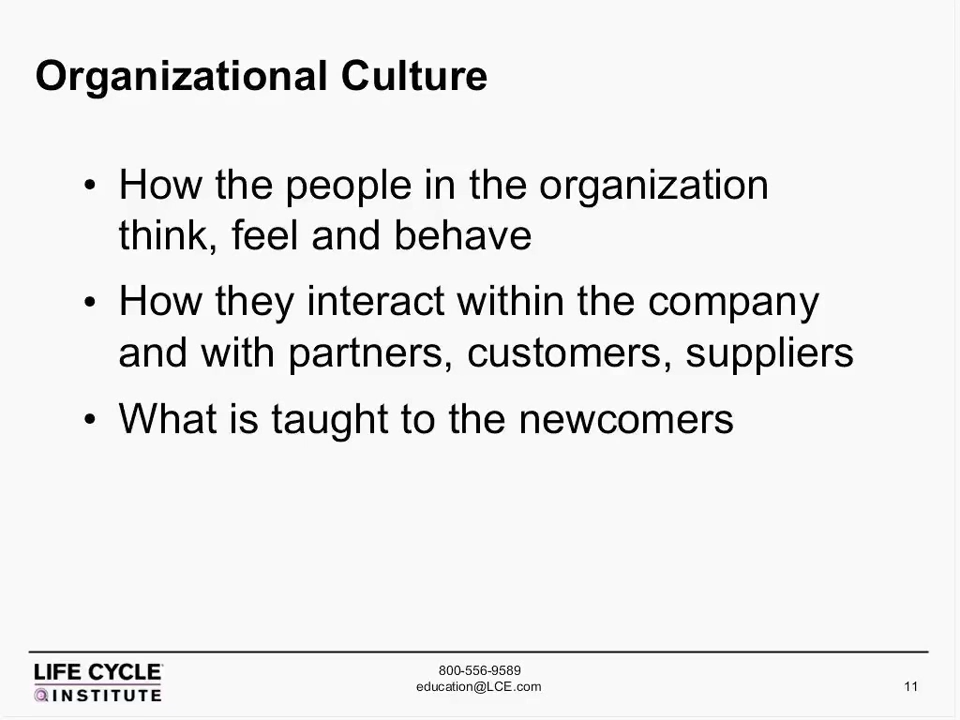 Organizational Culture
• How the people in the organization
think, feel and behave
• How they interact within the company
and with partners, customers, suppliers
• What is taught to the newcomers
LIFE CYCLE
INSTITUTE
800-556-9589
education@LCE.com
11